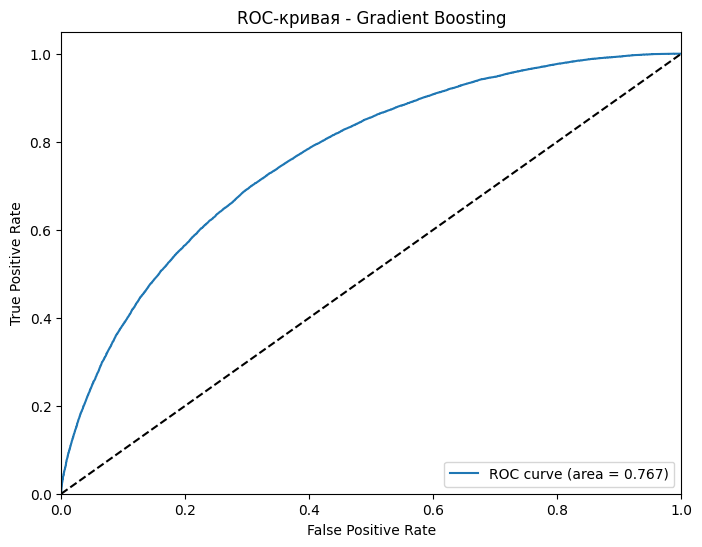 ROC-кривая - Gradient Boosting
1.0
0.8
0.6
0.4
0.2
0.0
True Positive Rate
ROC curve (area = 0.767)
0.0 0.2 0.4 0.6 0.8 1.0
False Positive Rate